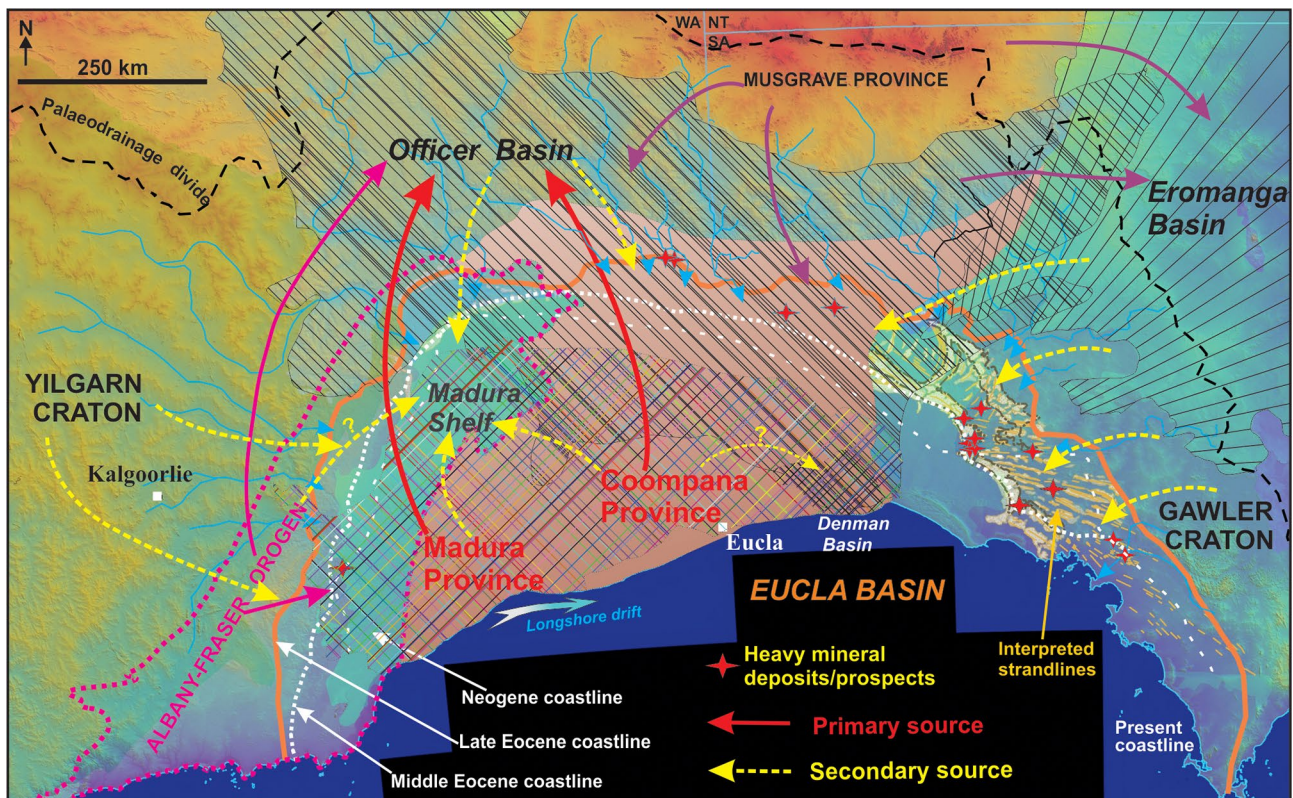 N
250 km
WA NT
SA
MUSGRAVE PROVINCE
Palaeodrainage divide
Officer Basin
Eromanga
Basin
YILGARN
CRATON
Kalgoorlie
?
Madura
Shelf
?
Coompana
Province
Madura
Province
Eucla
Denman
Basin
GAWLER
CRATON
ALBANY-FRASER OROGEN
Longshore drift
EUCLA BASIN
Interpreted
strandlines
Heavy mineral
deposits/prospects
Neogene coastline
Primary source
Late Eocene coastline
Present
coastline
Secondary source
Middle Eocene coastline